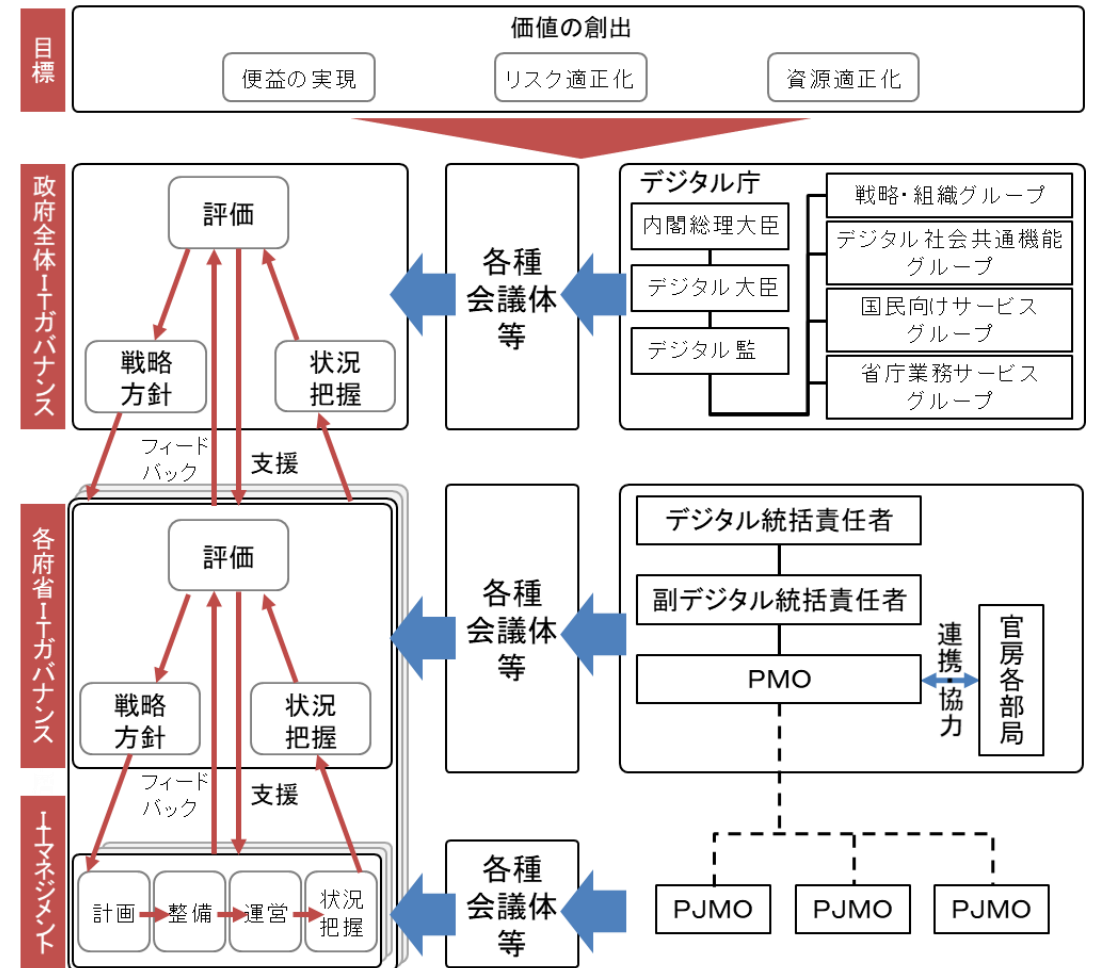 目標
価値の創出
便益の実現
リスク適正化
資源適正化
政府全体ITガバナンス
評価
戦略
方針
状況
把握
各種
会議体
等
デジタル庁
内閣総理大臣
デジタル大臣
デジタル監
戦略・組織グループ
デジタル社会共通機能
グループ
国民向けサービス
グループ
省庁業務サービス
グループ
フィード
バック
支援
各府省ITガバナンス
評価
戦略
方針
状況
把握
各種
会議体
等
デジタル統括責任者
副デジタル統括責任者
PMO
連携・協力
官房各部局
フィード
バック
支援
ITマネジメント
計画
整備
運営
状況
把握
各種
会議体
等
PJMO
PJMO
PJMO